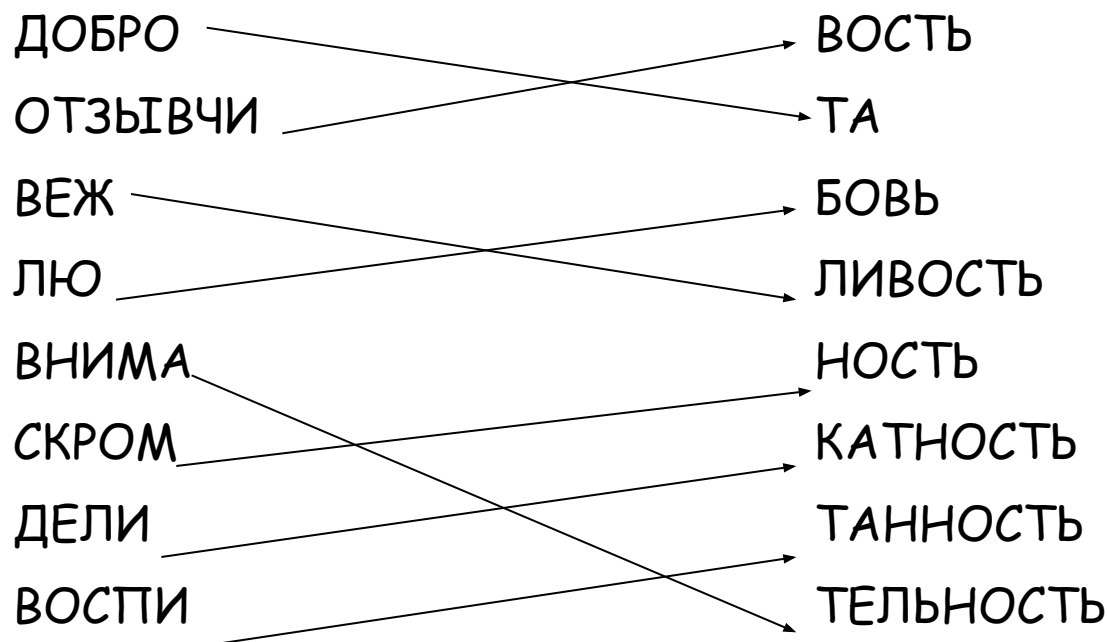 ДОБРО ВОСТЬ
ОТЗЫВЧИ ТА
ВЕЖ БОВЬ
ЛЮ ЛИВОСТЬ
ВНИМА НОСТЬ
СКРОМ КАТНОСТЬ
ДЕЛИ ТАННОСТЬ
ВОСПИ ТЕЛЬНОСТЬ